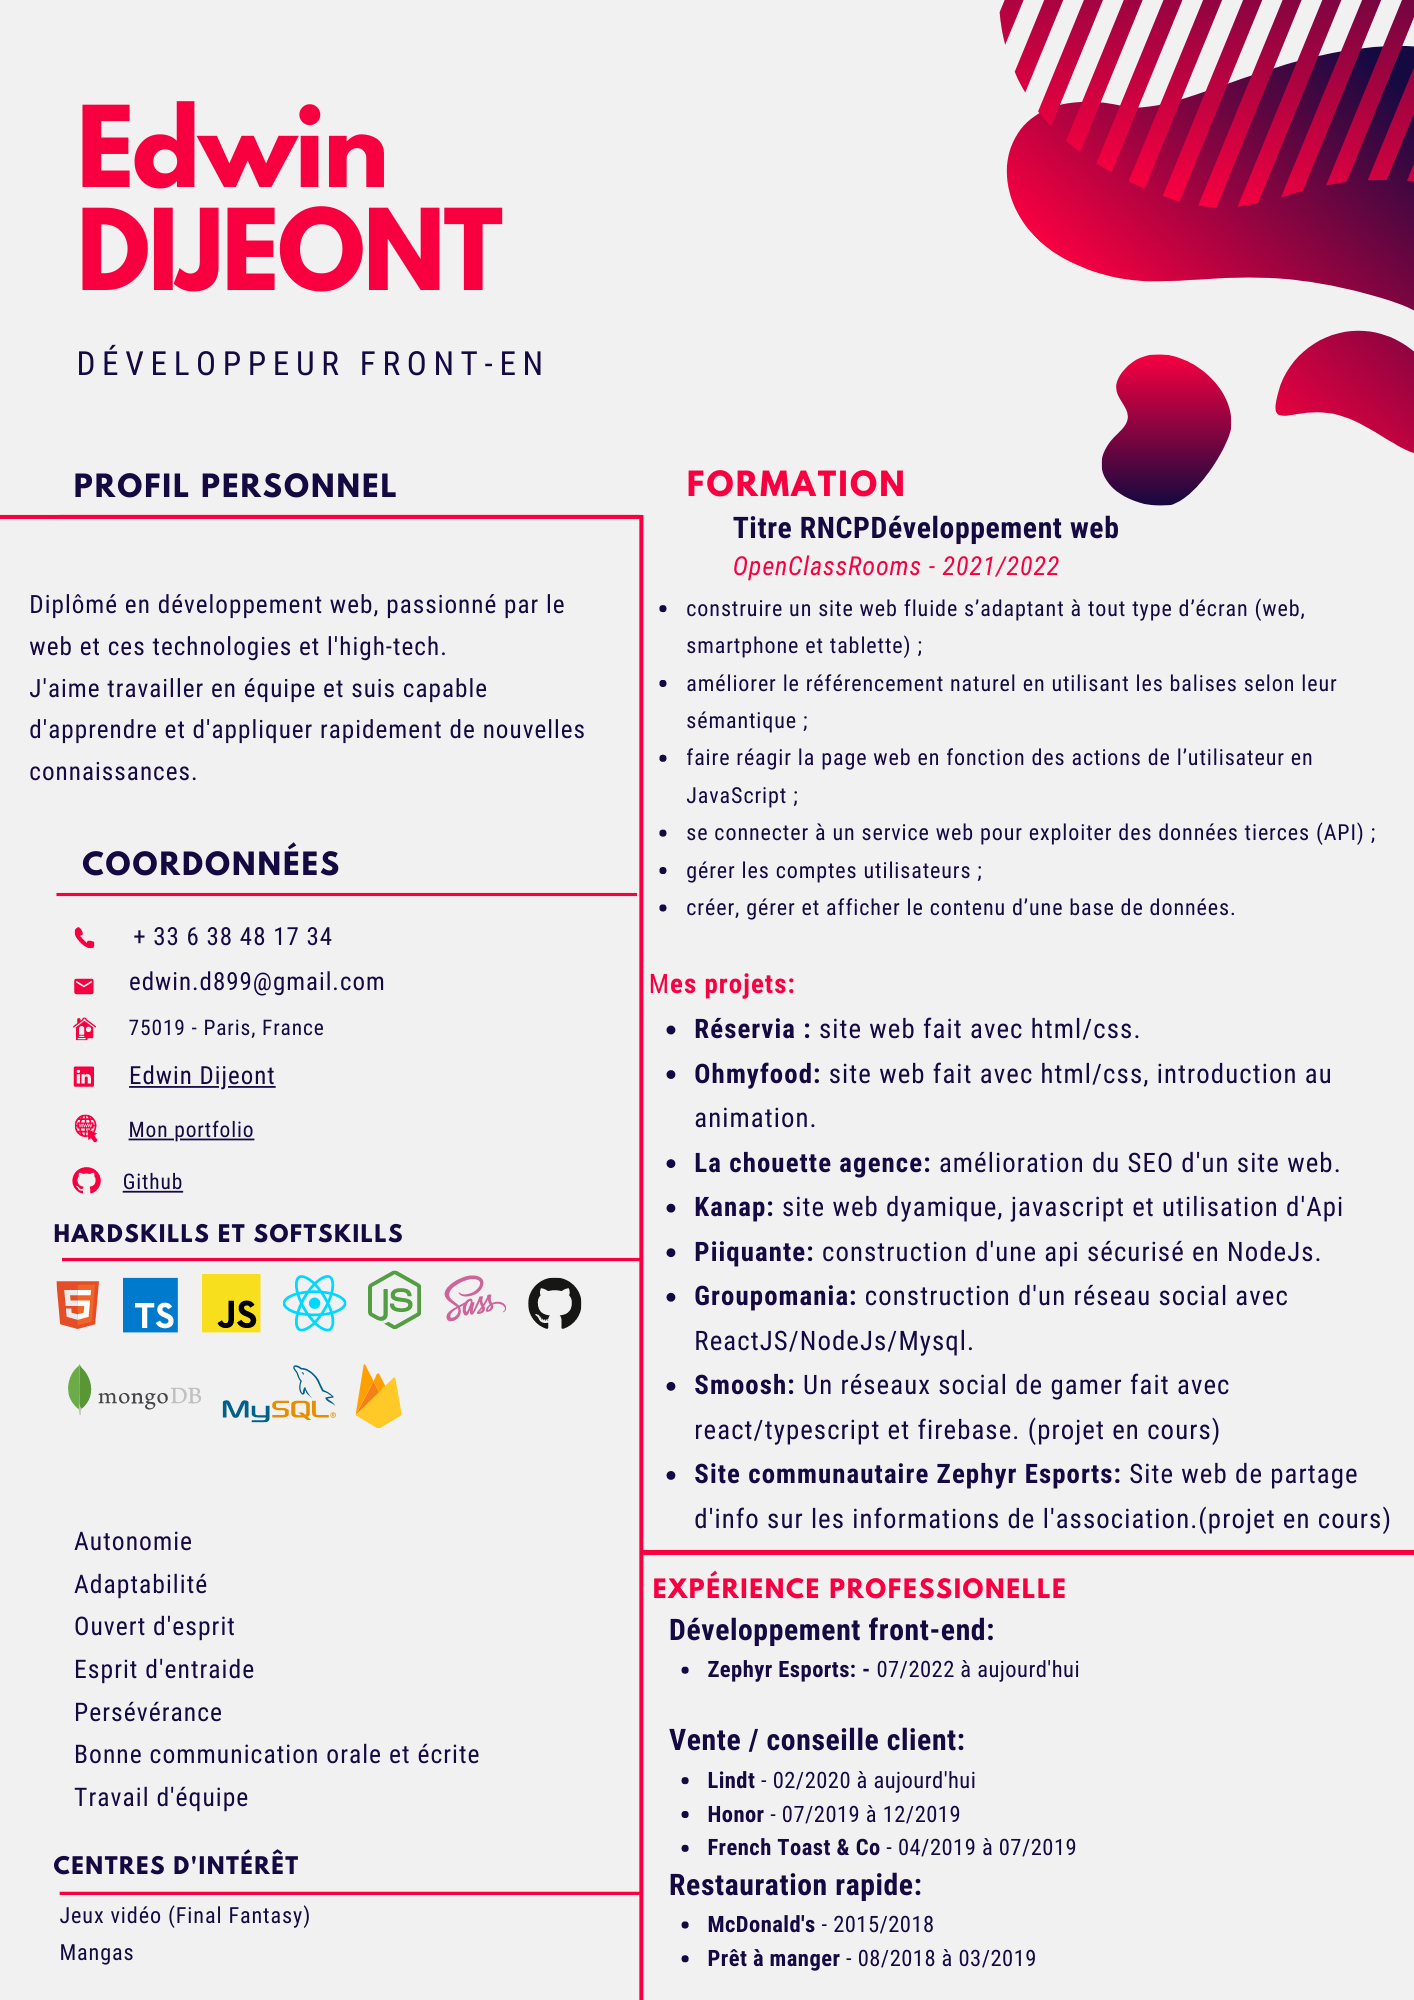 Edwin
DIJEONT
DÉVELOPPEUR FRONT-EN
PROFIL PERSONNEL
Diplômé en développement web, passionné par le
web et ces technologies et l'high-tech.
J'aime travailler en équipe et suis capable
d'apprendre et d'appliquer rapidement de nouvelles
connaissances.
COORDONNÉES
+ 33 6 38 48 17 34
edwin.d899@gmail.com
75019 - Paris, France
in Edwin Dijeont
Mon portfolio
Github
HARDSKILLS ET SOFTSKILLS
5 TS JS JS Sass
mongoDB MySQL®
Autonomie
Adaptabilité
Ouvert d'esprit
Esprit d'entraide
Persévérance
Bonne communication orale et écrite
Travail d'équipe
CENTRES D'INTÉRÊT
Jeux vidéo (Final Fantasy)
Mangas
FORMATION
Titre RNCPDéveloppement web
OpenClassRooms - 2021/2022
• construire un site web fluide s’adaptant à tout type d’écran (web,
smartphone et tablette) ;
• améliorer le référencement naturel en utilisant les balises selon leur
sémantique ;
• faire réagir la page web en fonction des actions de l’utilisateur en
JavaScript ;
• se connecter à un service web pour exploiter des données tierces (API) ;
• gérer les comptes utilisateurs ;
• créer, gérer et afficher le contenu d’une base de données.
Mes projets:
• Réservia : site web fait avec html/css.
• Ohmyfood: site web fait avec html/css, introduction au
animation.
• La chouette agence: amélioration du SEO d'un site web.
• Kanap: site web dyamique, javascript et utilisation d'Api
• Piiquante: construction d'une api sécurisé en NodeJs.
• Groupomania: construction d'un réseau social avec
ReactJS/NodeJs/Mysql.
• Smoosh: Un réseaux social de gamer fait avec
react/typescript et firebase. (projet en cours)
• Site communautaire Zephyr Esports: Site web de partage
d'info sur les informations de l'association.(projet en cours)
EXPÉRIENCE PROFESSIONELLE
Développement front-end:
• Zephyr Esports: - 07/2022 à aujourd'hui
Vente / conseille client:
• Lindt - 02/2020 à aujourd'hui
• Honor - 07/2019 à 12/2019
• French Toast & Co - 04/2019 à 07/2019
Restauration rapide:
• McDonald's - 2015/2018
• Prêt à manger - 08/2018 à 03/2019